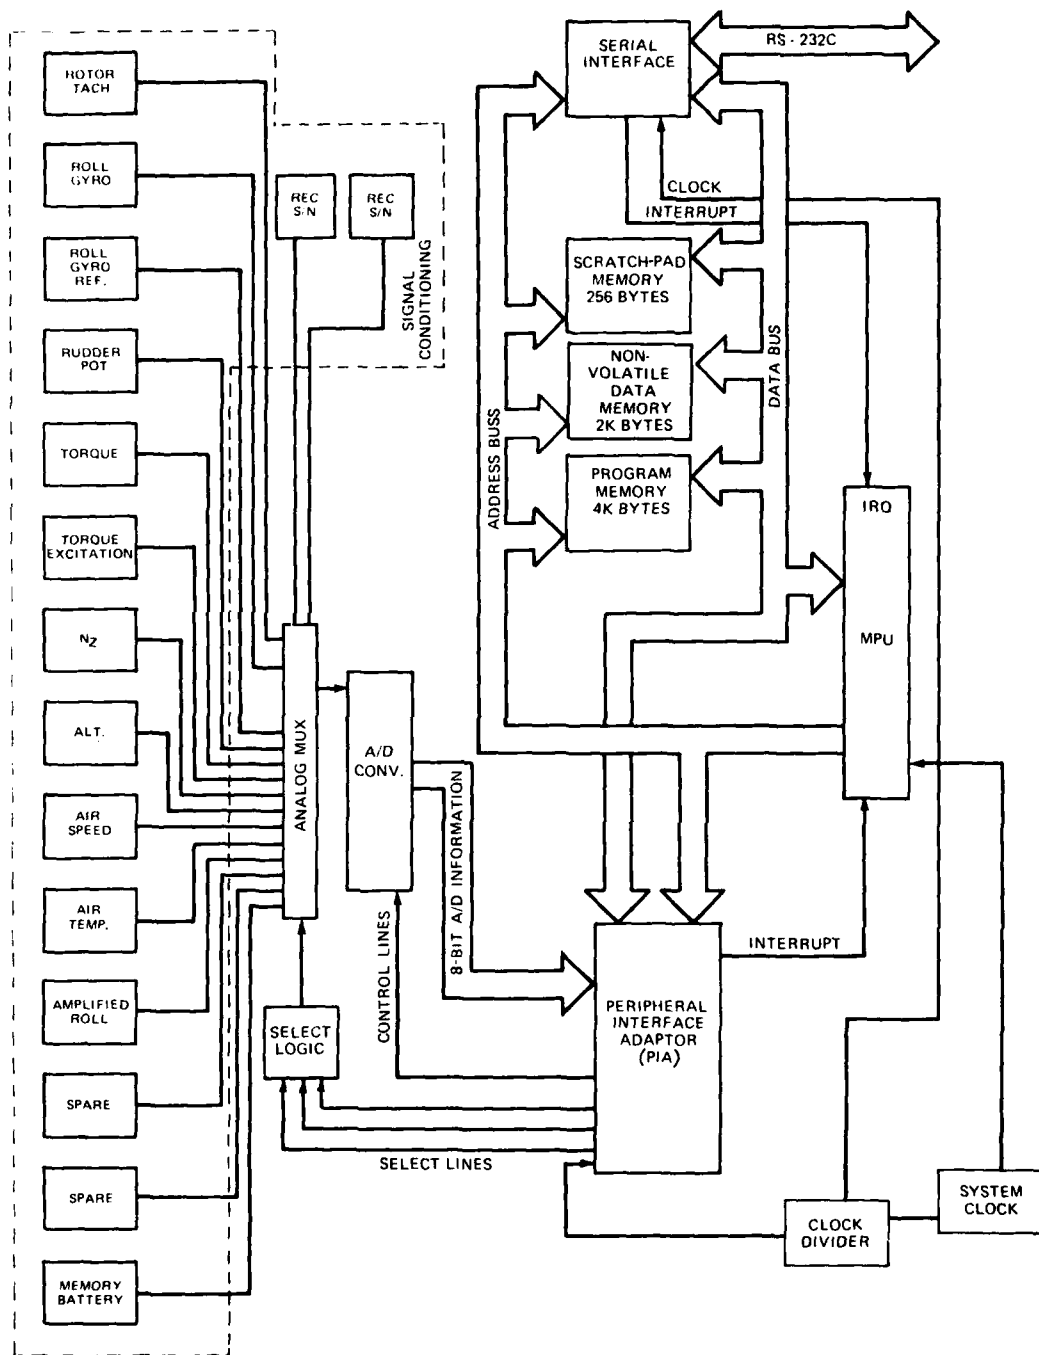 ROTOR
TACH
ROLL
GYRO
ROLL
GYRO
REF.
RUDDER
POT
TORQUE
TORQUE
EXCITATION
NZ
ALT.
AIR
SPEED
AIR
TEMP.
AMPLIFIED
ROLL
SPARE
SPARE
MEMORY
BATTERY
REC
S/N
REC
S/N
SIGNAL
CONDITIONING
ANALOG MUX
A/D
CONV.
SELECT
LOGIC
CONTROL LINES
8-BIT A/D INFORMATION
SELECT LINES
SERIAL
INTERFACE
RS-232C
CLOCK
INTERRUPT
SCRATCH-PAD
MEMORY
256 BYTES
NON-
VOLATILE
DATA
MEMORY
2K BYTES
PROGRAM
MEMORY
4K BYTES
ADDRESS BUSS
DATA BUS
IRQ
MPU
INTERRUPT
PERIPHERAL
INTERFACE
ADAPTOR
(PIA)
CLOCK
DIVIDER
SYSTEM
CLOCK